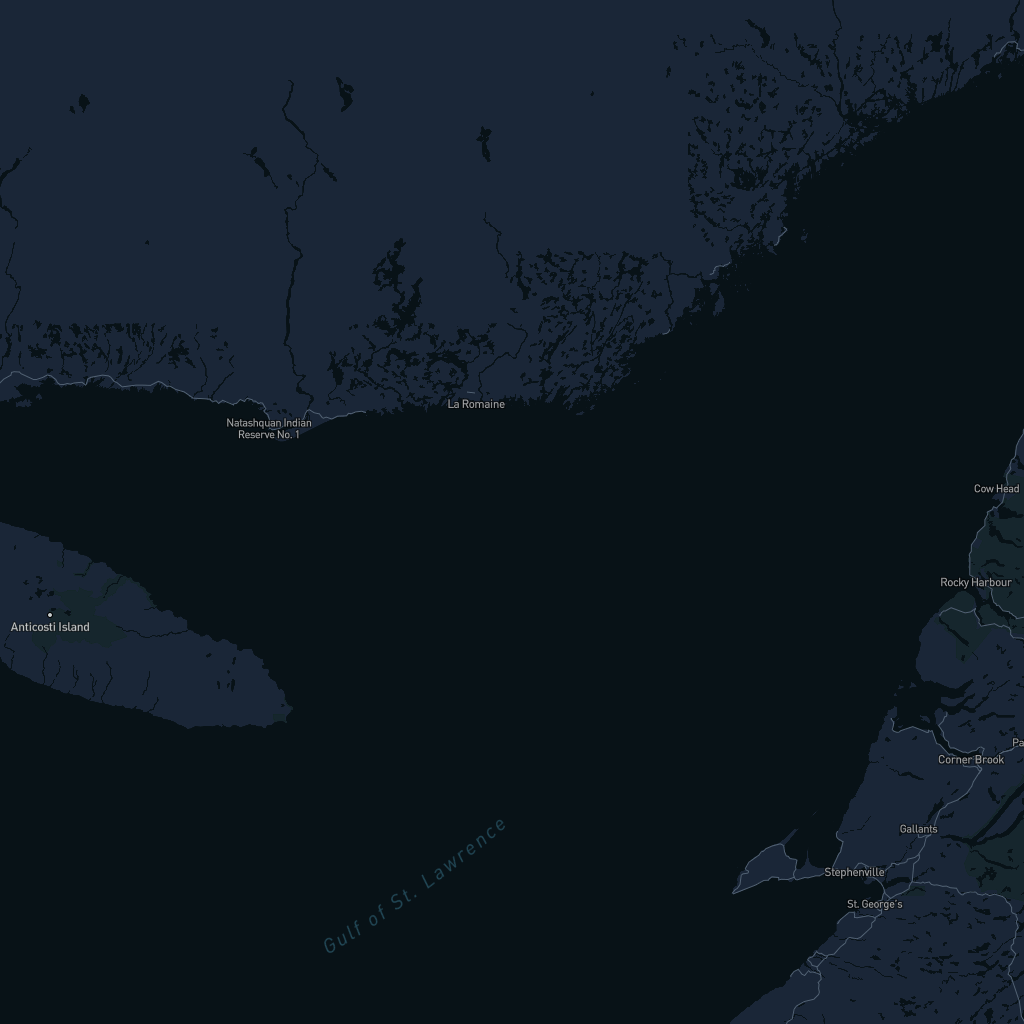 La Romaine
Natashquan Indian
Reserve No. 1
Cow Head
Rocky Harbour
Anticosti Island
Pa
Corner Brook
Gulf of St. Lawrence
Gallants
Stephenville
St. George's